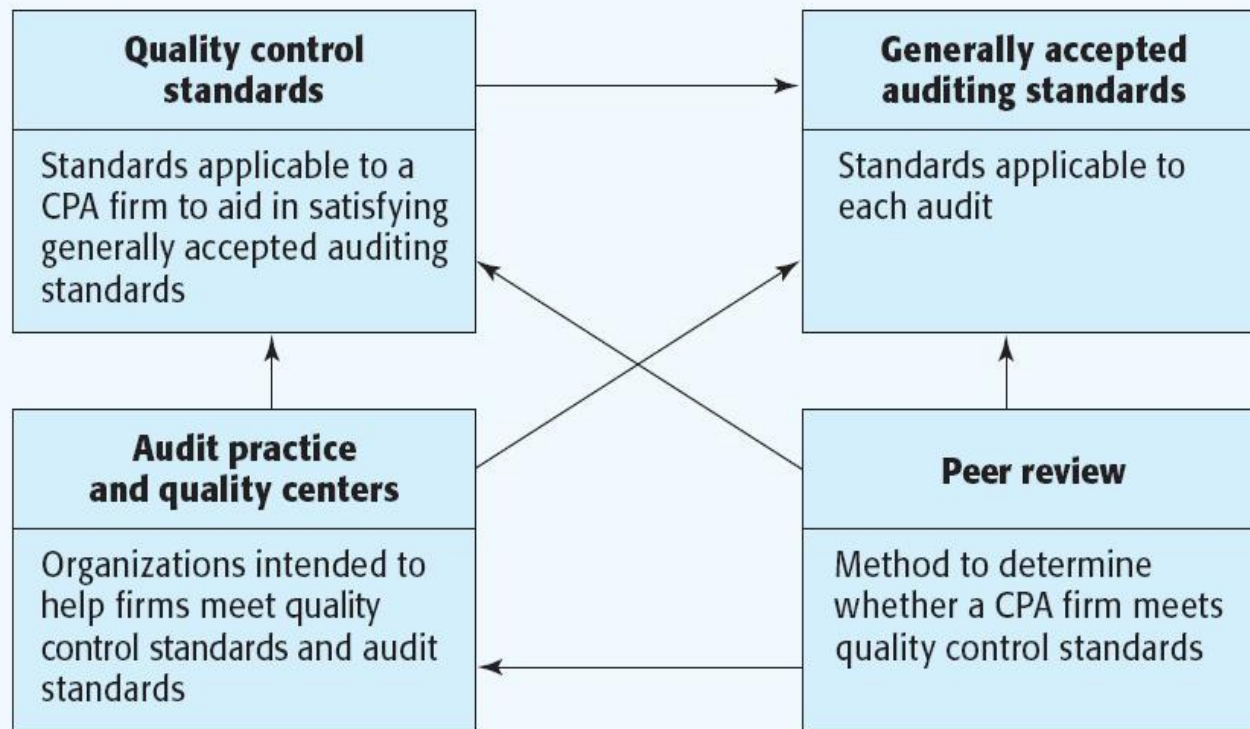 Quality control
standards
Standards applicable to a
CPA firm to aid in satisfying
generally accepted auditing
standards
Generally accepted
auditing standards
Standards applicable to
each audit
Audit practice
and quality centers
Organizations intended to
help firms meet quality
control standards and audit
standards
Peer review
Method to determine
whether a CPA firm meets
quality control standards